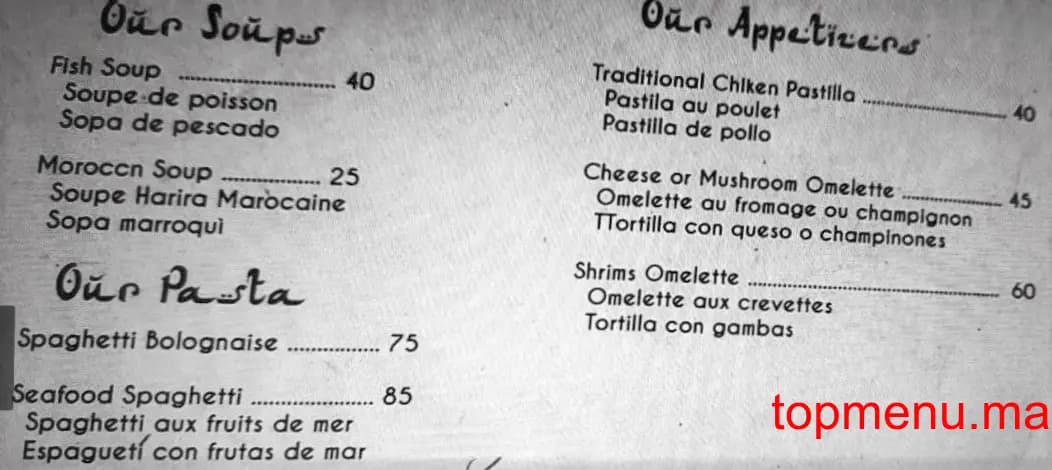 Our Soups
Fish Soup .................... 40
Soupe de poisson
Sopa de pescado
Moroccn Soup ................. 25
Soupe Harira Maròcaine
Sopa marroquì
Our Pasta
Spaghetti Bolognaise ................ 75
Seafood Spaghetti .................... 85
Spaghetti aux fruits de mer
Espaguetí con frutas de mar
Our Appetizers
Traditional Chiken Pastilla ........................ 40
Pastila au poulet
Pastilla de pollo
Cheese or Mushroom Omelette ................ 45
Omelette au fromage ou champignon
TTortilla con queso o champinones
Shrims Omelette ........................................ 60
Omelette aux crevettes
Tortilla con gambas
topmenu.ma